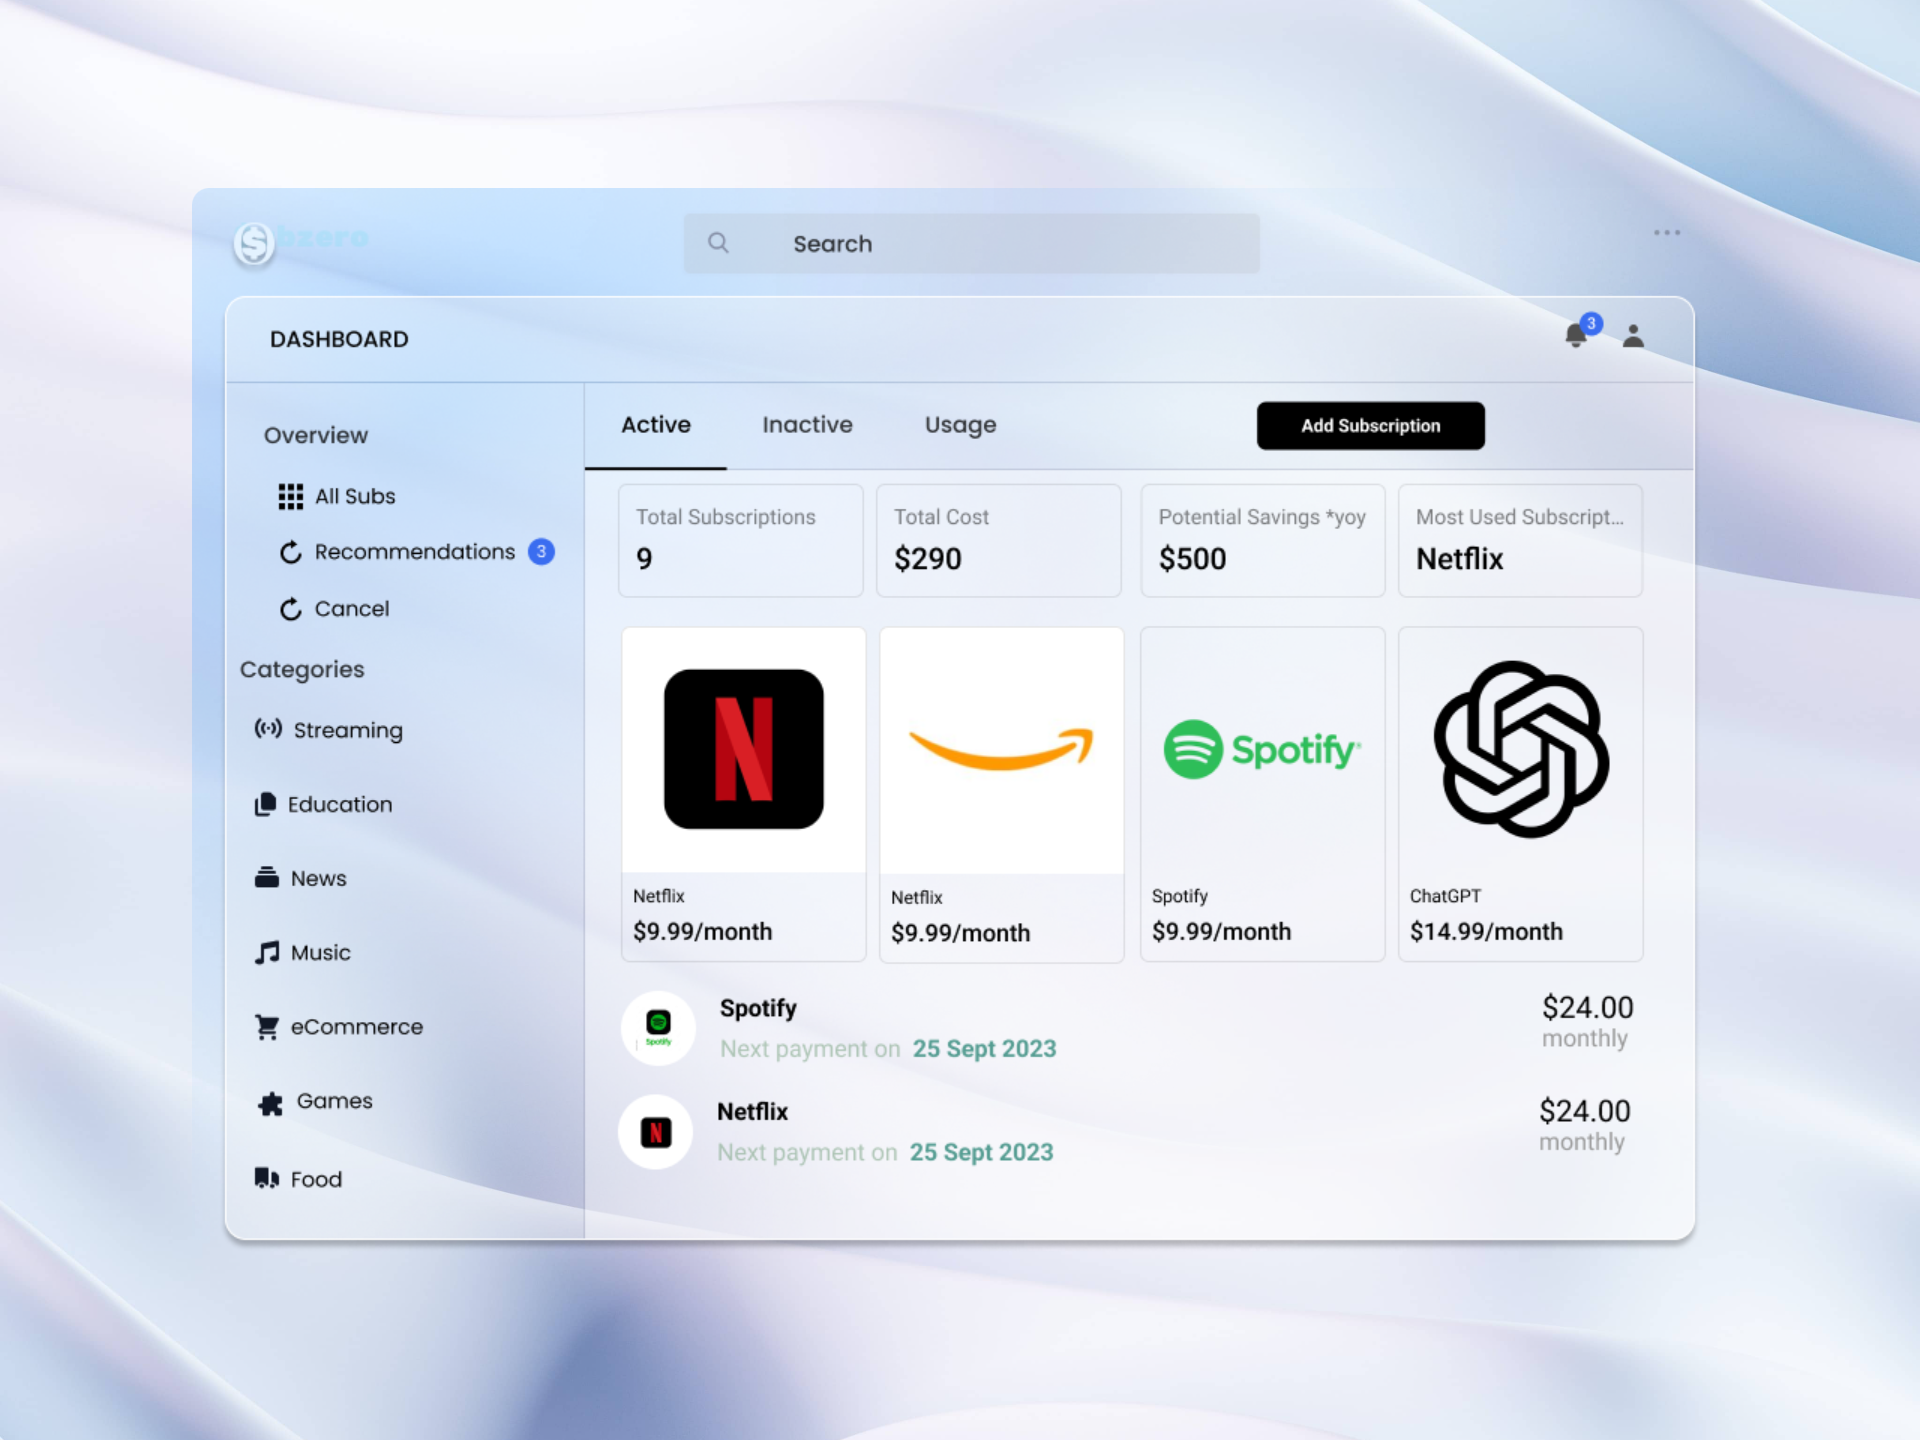 bzero
Search
DASHBOARD
3
Overview
All Subs
Recommendations 3
Cancel
Categories
Streaming
Education
News
Music
eCommerce
Games
Food
Active Inactive Usage
Add Subscription
Total Subscriptions
9
Total Cost
$290
Potential Savings *yoy
$500
Most Used Subscript...
Netflix
N
Netflix
$9.99/month
Netflix
$9.99/month
Spotify
Spotify
$9.99/month
ChatGPT
$14.99/month
Spotify
Spotify
Next payment on 25 Sept 2023
$24.00
monthly
N
Netflix
Next payment on 25 Sept 2023
$24.00
monthly